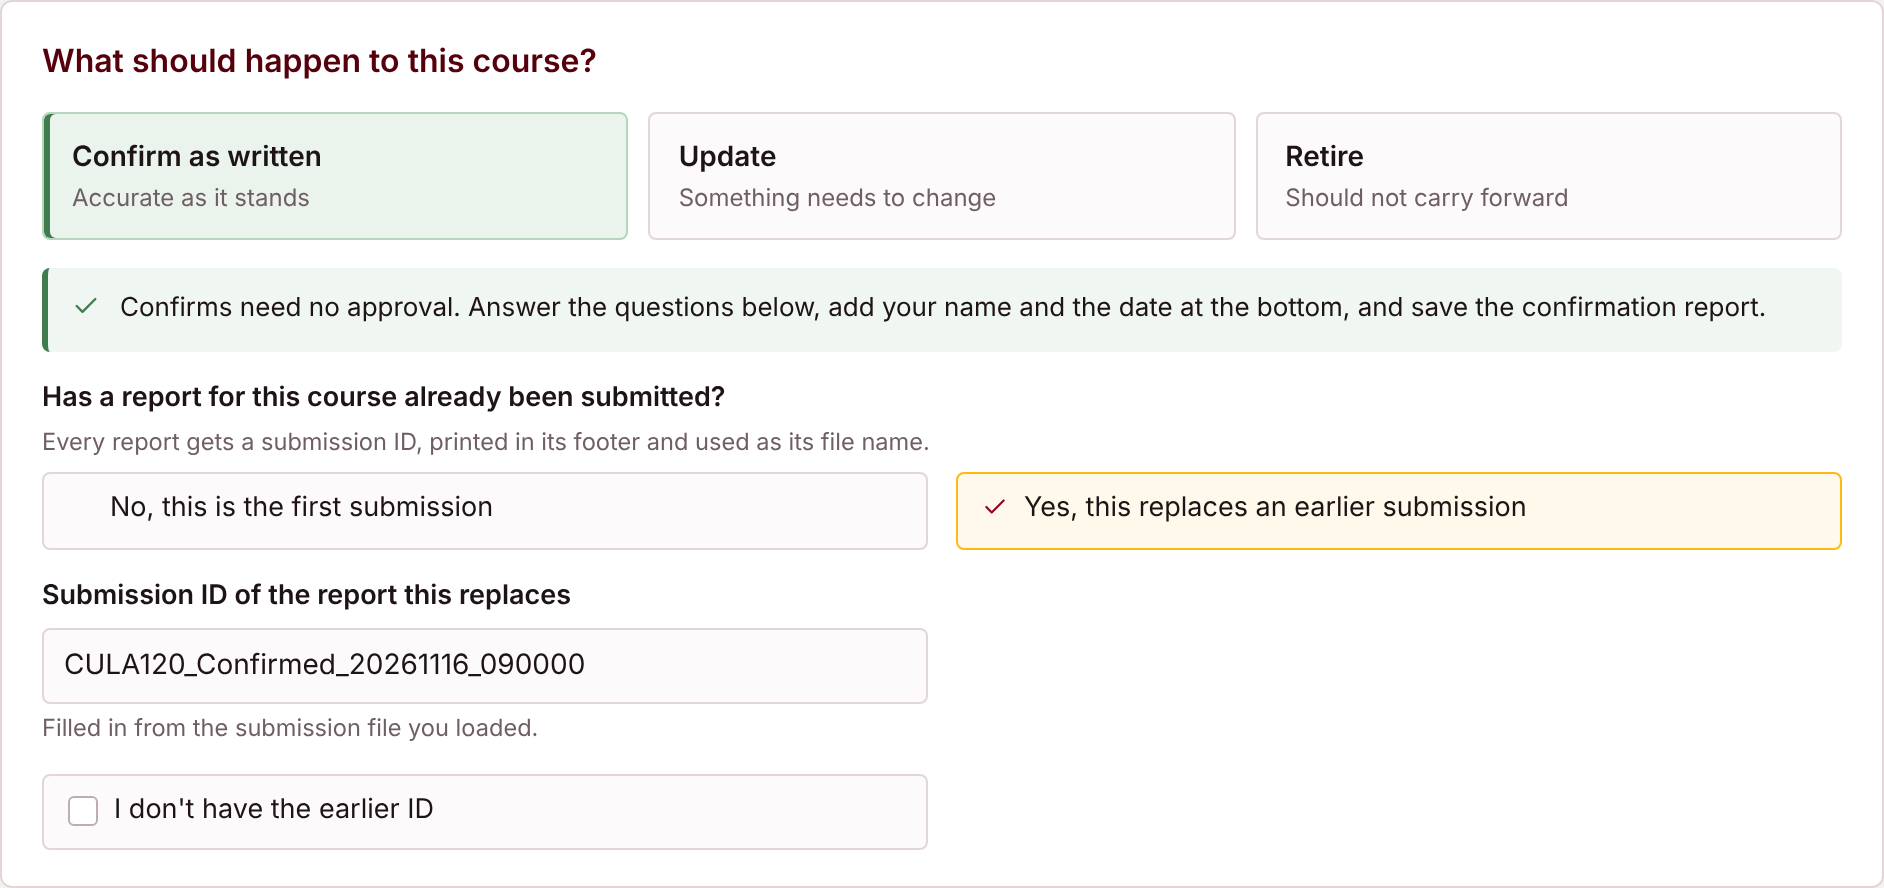 What should happen to this course?
Confirm as written
Accurate as it stands
Update
Something needs to change
Retire
Should not carry forward
Confirms need no approval. Answer the questions below, add your name and the date at the bottom, and save the confirmation report.
Has a report for this course already been submitted?
Every report gets a submission ID, printed in its footer and used as its file name.
No, this is the first submission
Yes, this replaces an earlier submission
Submission ID of the report this replaces
CULA120_Confirmed_20261116_090000
Filled in from the submission file you loaded.
I don't have the earlier ID